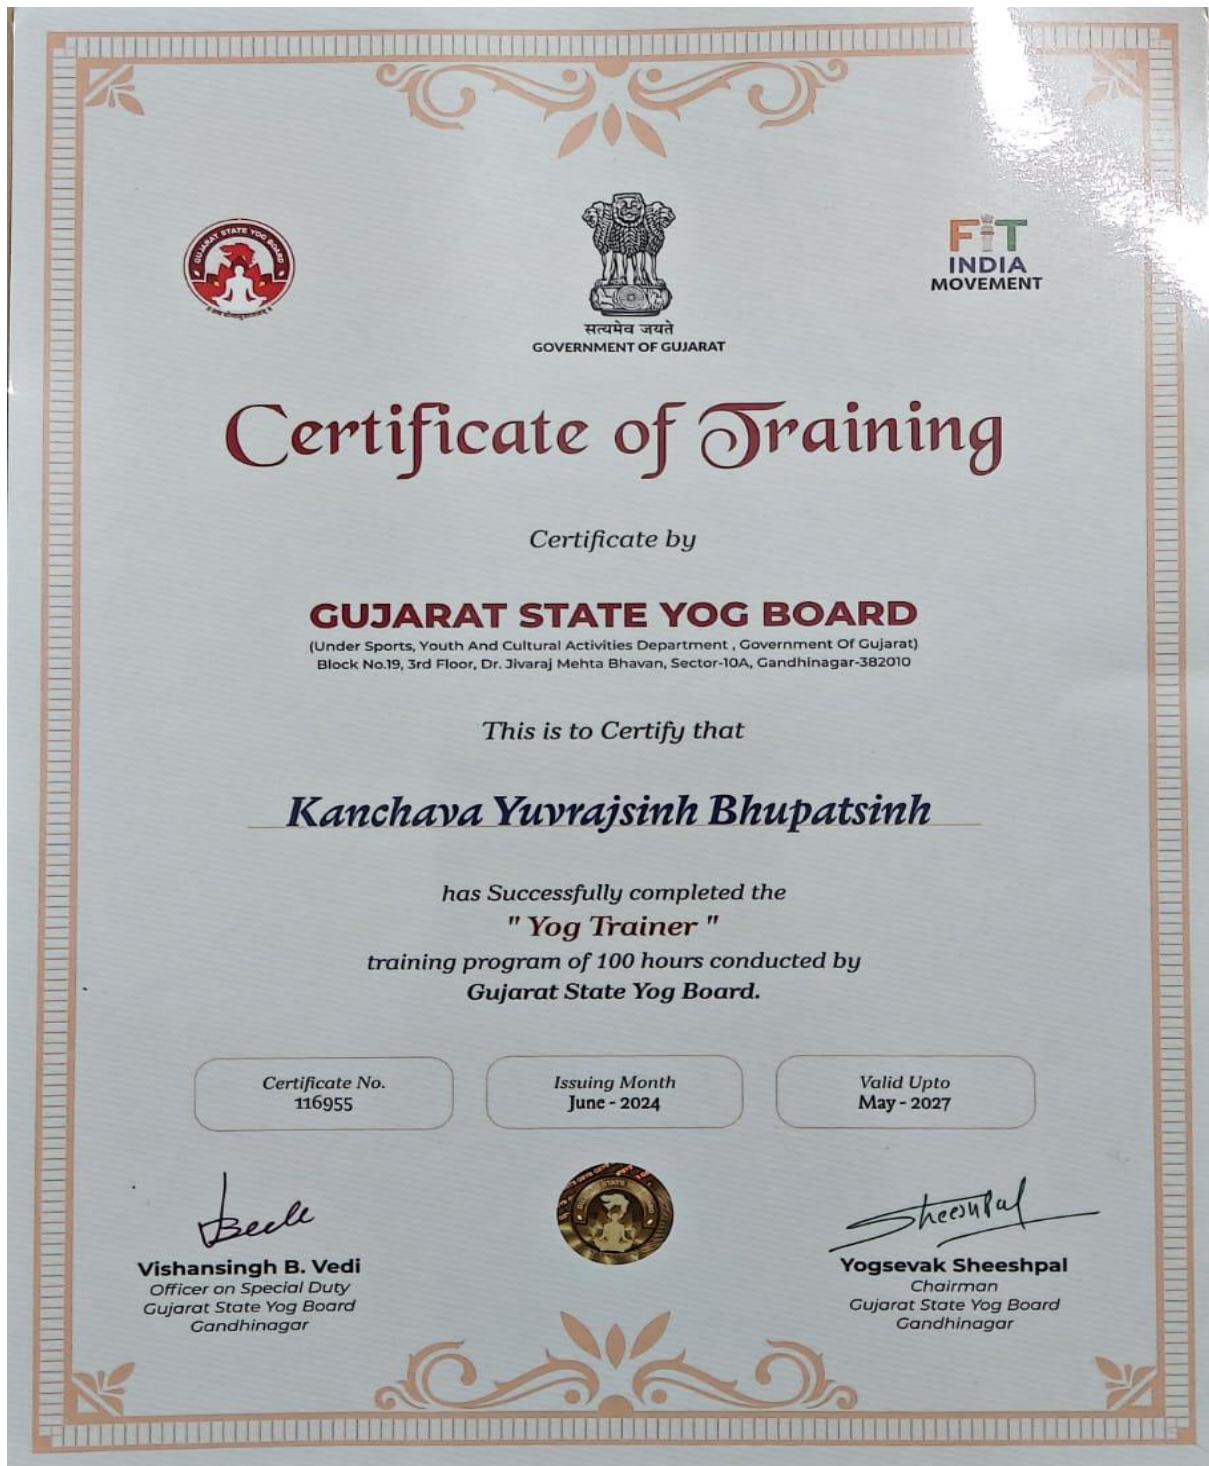 GUJARAT STATE YOG BOARD
FIT
INDIA
MOVEMENT
सत्यमेव जयते
GOVERNMENT OF GUJARAT
Certificate of Training
Certificate by
GUJARAT STATE YOG BOARD
(Under Sports, Youth And Cultural Activities Department , Government Of Gujarat)
Block No.19, 3rd Floor, Dr. Jivaraj Mehta Bhavan, Sector-10A, Gandhinagar-382010
This is to Certify that
Kanchava Yuvrajsinh Bhupatsinh
has Successfully completed the
" Yog Trainer "
training program of 100 hours conducted by
Gujarat State Yog Board.
Certificate No.
116955
Issuing Month
June - 2024
Valid Upto
May - 2027
Sheeshpal
Vishansingh B. Vedi
Officer on Special Duty
Gujarat State Yog Board
Gandhinagar
Yogsevak Sheeshpal
Chairman
Gujarat State Yog Board
Gandhinagar